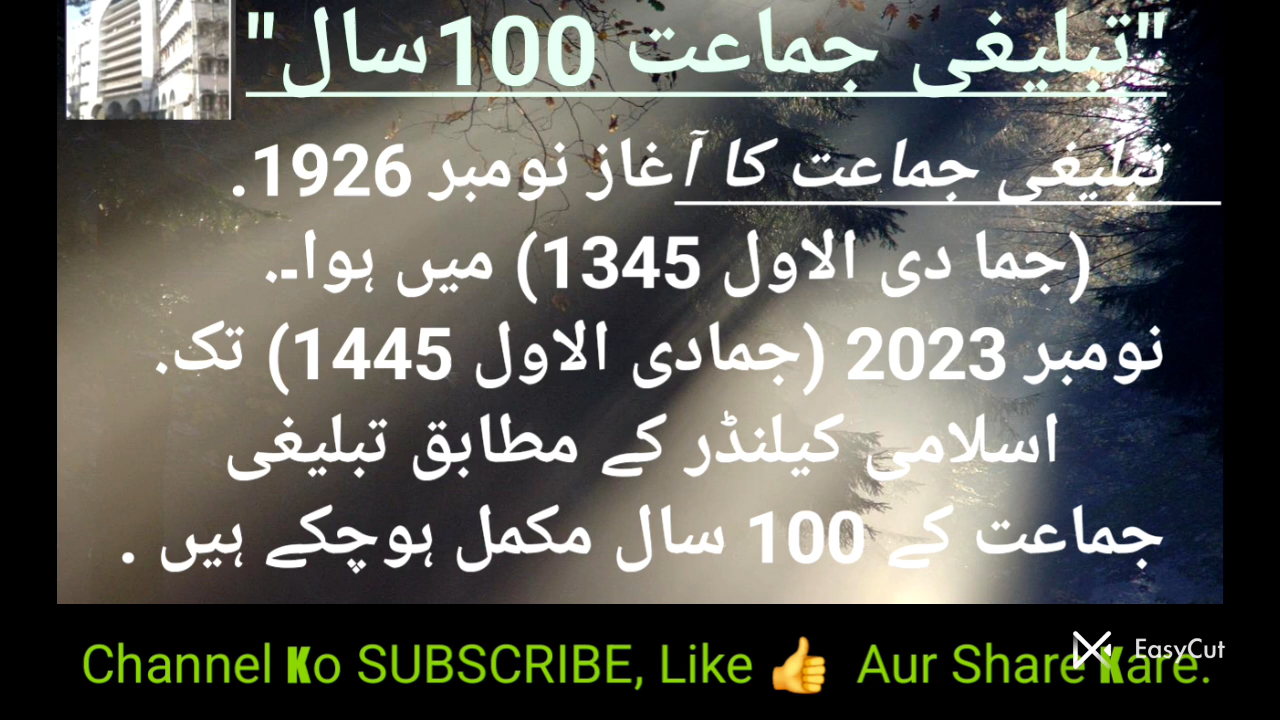 "تبلیغی جماعت 100سال"
تبلیغی جماعت کا آغاز نومبر 1926.
(جما دی الاول 1345) میں ہوا۔.
نومبر 2023 (جمادی الاول 1445) تک.
اسلامی کیلنڈر کے مطابق تبلیغی
جماعت کے 100 سال مکمل ہوچکے ہیں .
Channel Ko SUBSCRIBE, Like 👍 Aur Share Kare.
EasyCut